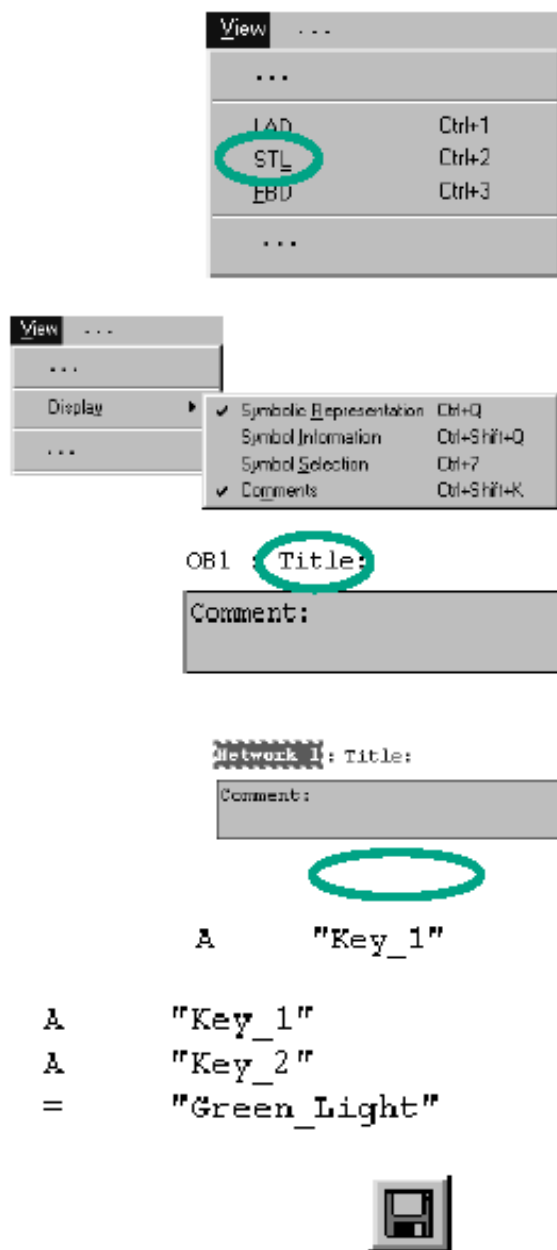 View ...
...
LAD Ctrl+1
STL Ctrl+2
FBD Ctrl+3
...
View ...
...
Display
...
Symbolic Representation Ctrl+Q
Symbol Information Ctrl+Shift+Q
Symbol Selection Ctrl+7
Comments Ctrl+Shift+K
OB1 : Title:
Comment:
Network 1: Title:
Comment:
A "Key_1"
A "Key_1"
A "Key_2"
= "Green_Light"